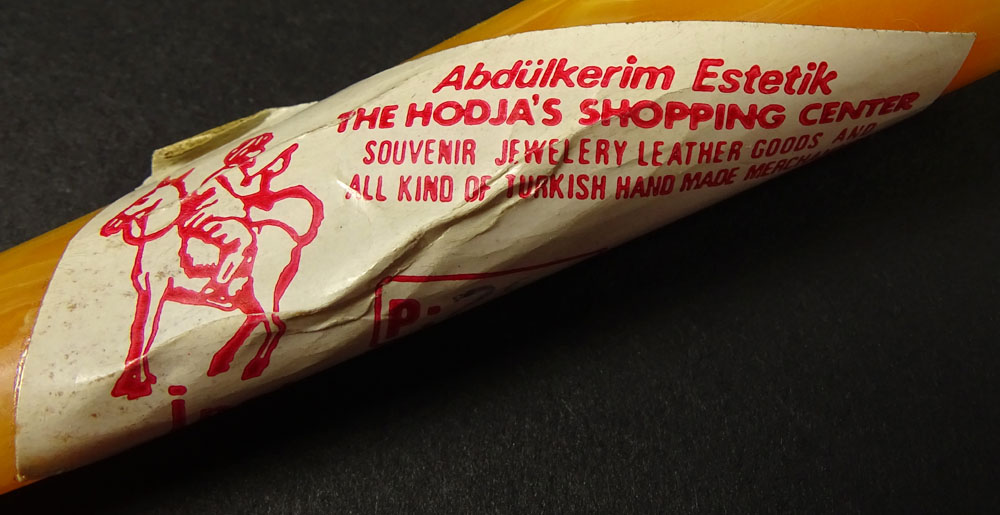 Abdülkerim Estetik
THE HODJA'S SHOPPING CENTER
SOUVENIR JEWELERY LEATHER GOODS AND
ALL KIND OF TURKISH HAND MADE